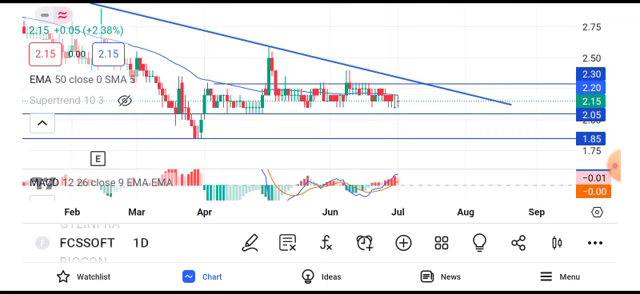 2.15 +0.05 (+2.38%)
2.15 0.00 2.15
EMA 50 close 0 SMA 5
Supertrend 10 3
E
MACD 12 26 close 9 EMA EMA
2.75
2.50
2.30
2.20
2.15
2.05
1.85
1.75
−0.01
−0.00
Feb Mar Apr Jun Jul Aug Sep
FCSSOFT 1D
Watchlist Chart Ideas News Menu